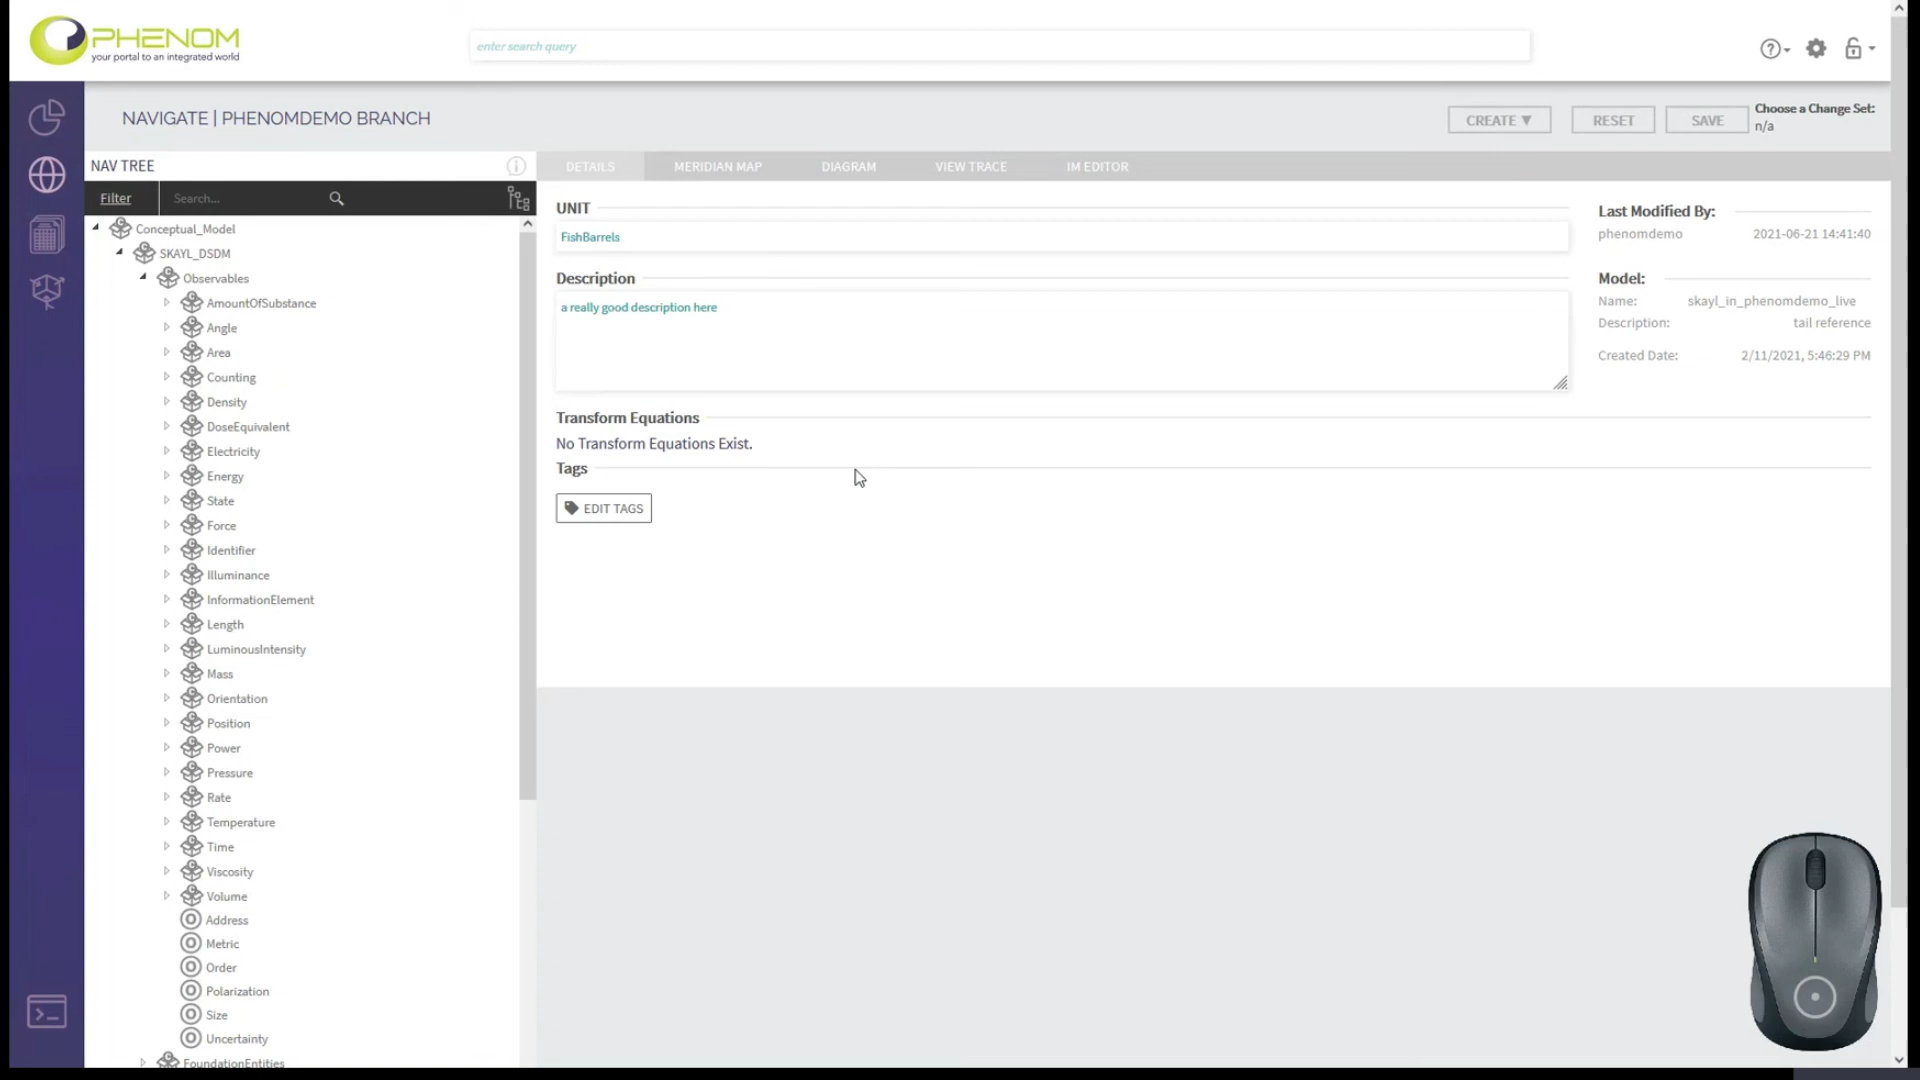 PHENOM
your portal to an integrated world
enter search query
NAVIGATE | PHENOMDEMO BRANCH
CREATE ▼
RESET
SAVE
Choose a Change Set:
n/a
NAV TREE
DETAILS
MERIDIAN MAP
DIAGRAM
VIEW TRACE
IM EDITOR
Filter
Search...
Conceptual_Model
SKAYL_DSDM
Observables
AmountOfSubstance
Angle
Area
Counting
Density
DoseEquivalent
Electricity
Energy
State
Force
Identifier
Illuminance
InformationElement
Length
LuminousIntensity
Mass
Orientation
Position
Power
Pressure
Rate
Temperature
Time
Viscosity
Volume
Address
Metric
Order
Polarization
Size
Uncertainty
FoundationEntities
UNIT
FishBarrels
Description
a really good description here
Transform Equations
No Transform Equations Exist.
Tags
EDIT TAGS
Last Modified By:
phenomdemo 2021-06-21 14:41:40
Model:
Name: skayl_in_phenomdemo_live
Description: tail reference
Created Date: 2/11/2021, 5:46:29 PM